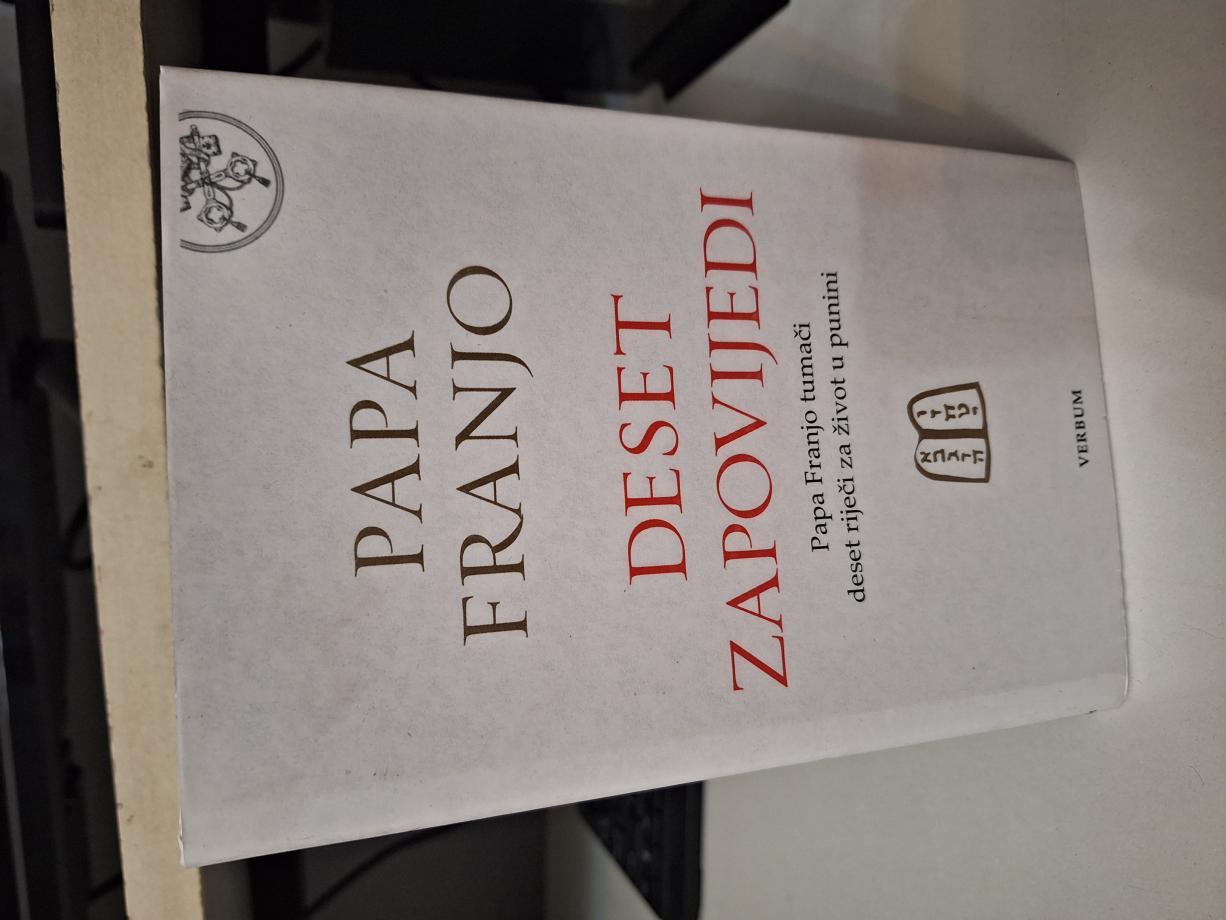 PAPA
FRANJO
DESET
ZAPOVIJEDI
Papa Franjo tumači
deset riječi za život u punini
ו א
ז ב
ח ג
ט ד
י ה
VERBUM